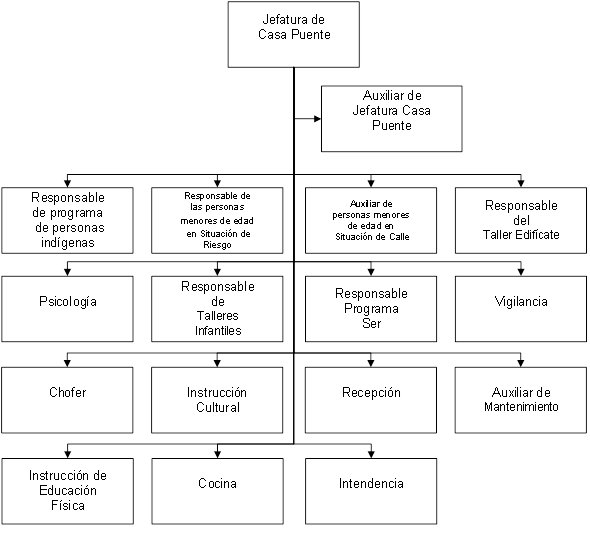 Jefatura de
Casa Puente
Auxiliar de
Jefatura Casa
Puente
Responsable
de programa
de personas
indígenas
Responsable de
las personas
menores de edad
en Situación de
Riesgo
Auxiliar de
personas menores
de edad en
Situación de Calle
Responsable
del
Taller Edifícate
Psicología
Responsable
de
Talleres
Infantiles
Responsable
Programa
Ser
Vigilancia
Chofer
Instrucción
Cultural
Recepción
Auxiliar de
Mantenimiento
Instrucción de
Educación
Física
Cocina
Intendencia